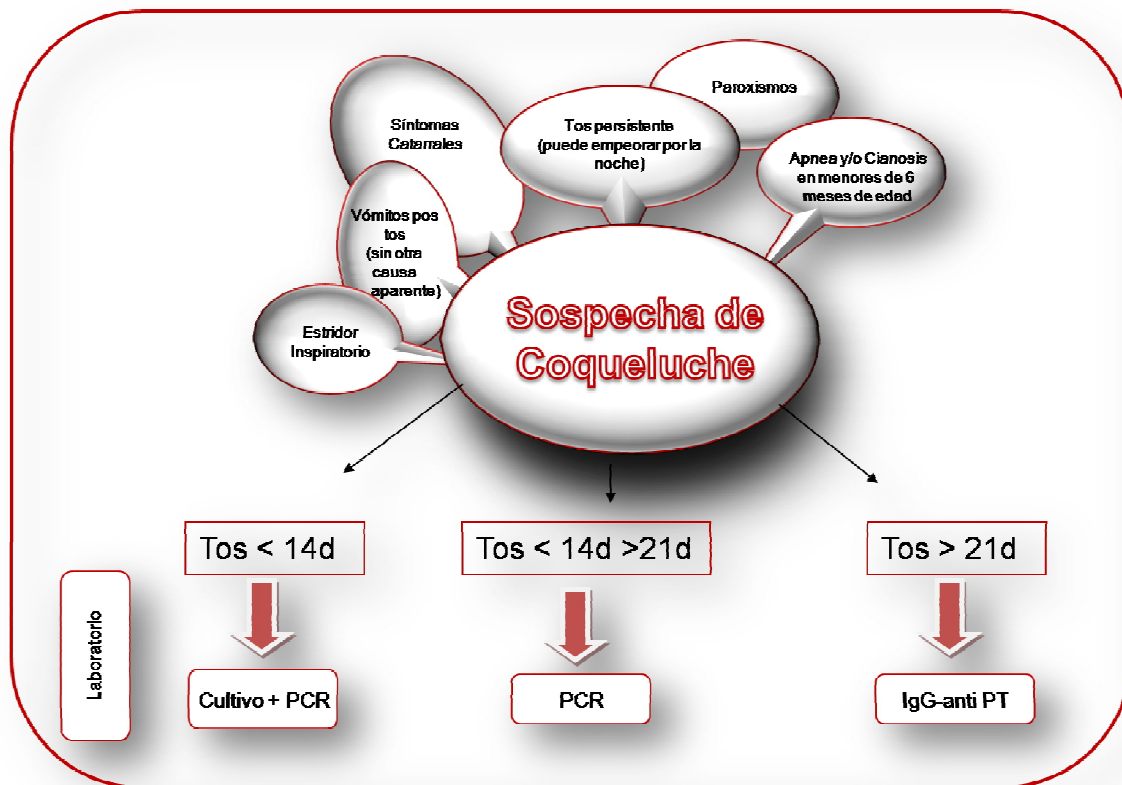 Paroxismos
Síntomas
Catarrales
Tos persistente
(puede empeorar por la
noche)
Apnea y/o Cianosis
en menores de 6
meses de edad
Vómitos pos
tos
(sin otra
causa
aparente)
Estridor
Inspiratorio
Sospecha de
Coqueluche
Tos < 14d
Tos < 14d >21d
Tos > 21d
Laboratorio
Cultivo + PCR
PCR
IgG-anti PT